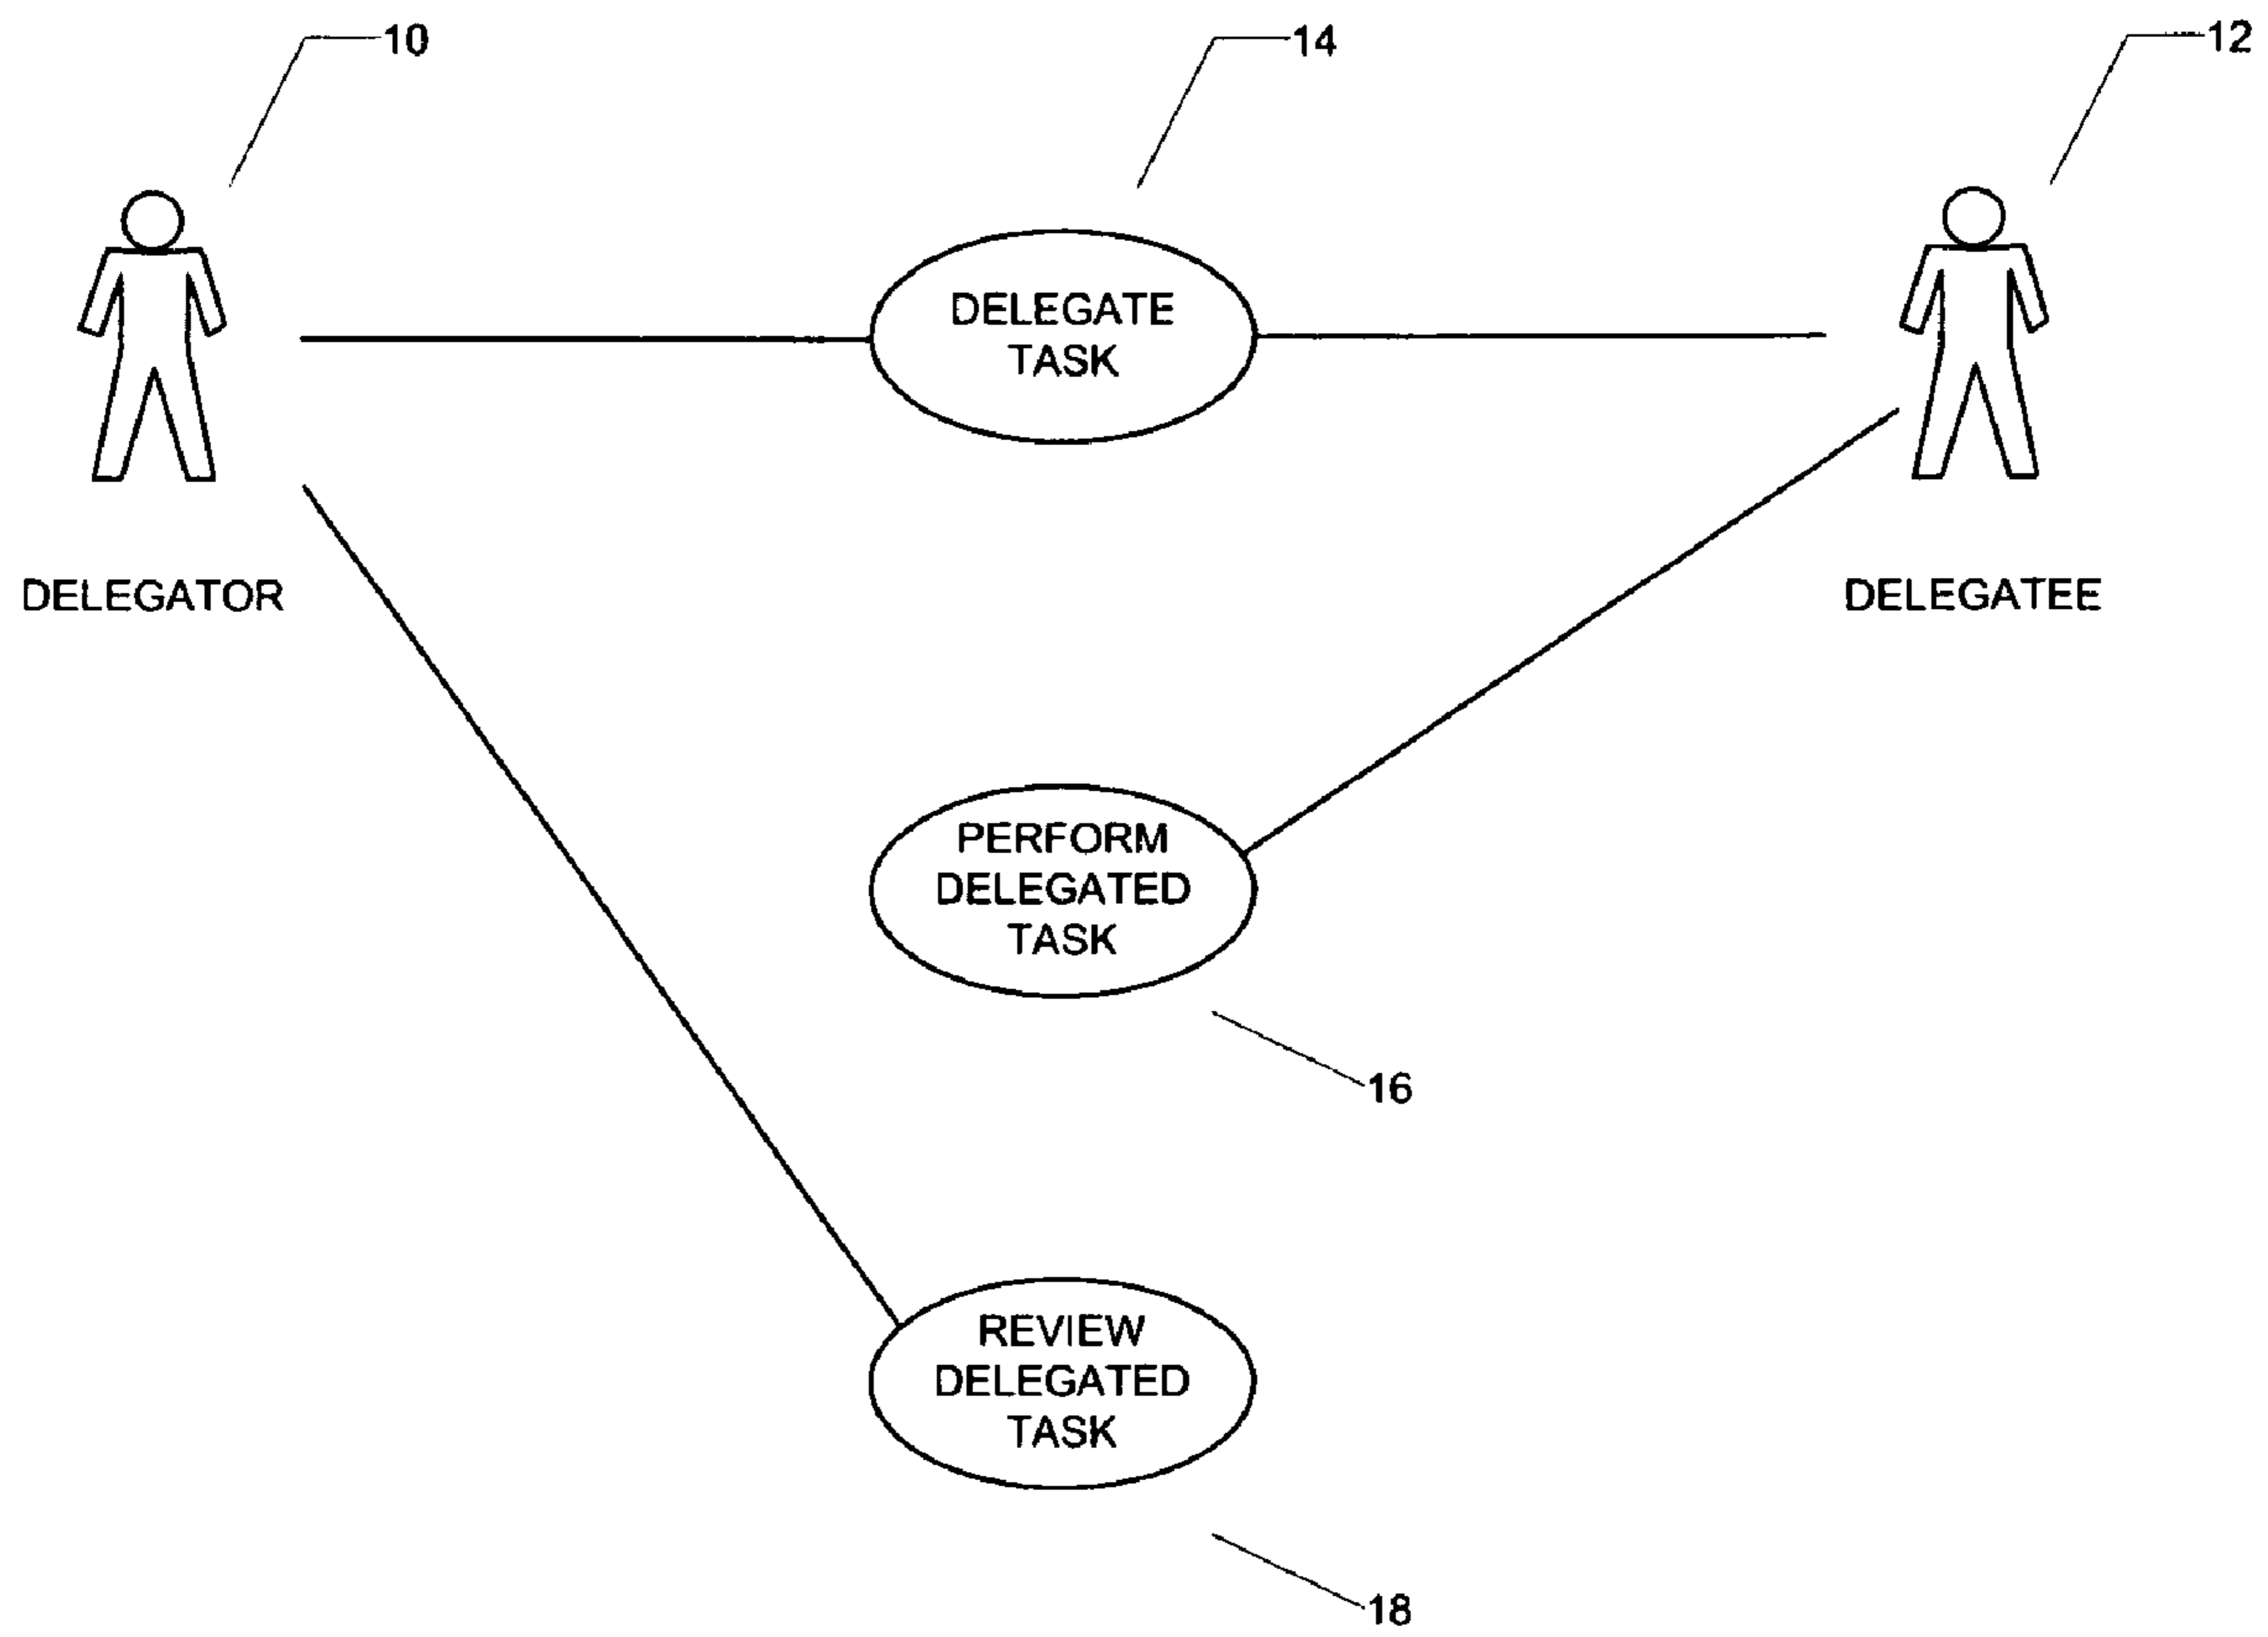 10
14
12
DELEGATE
TASK
DELEGATOR
DELEGATEE
PERFORM
DELEGATED
TASK
16
REVIEW
DELEGATED
TASK
18